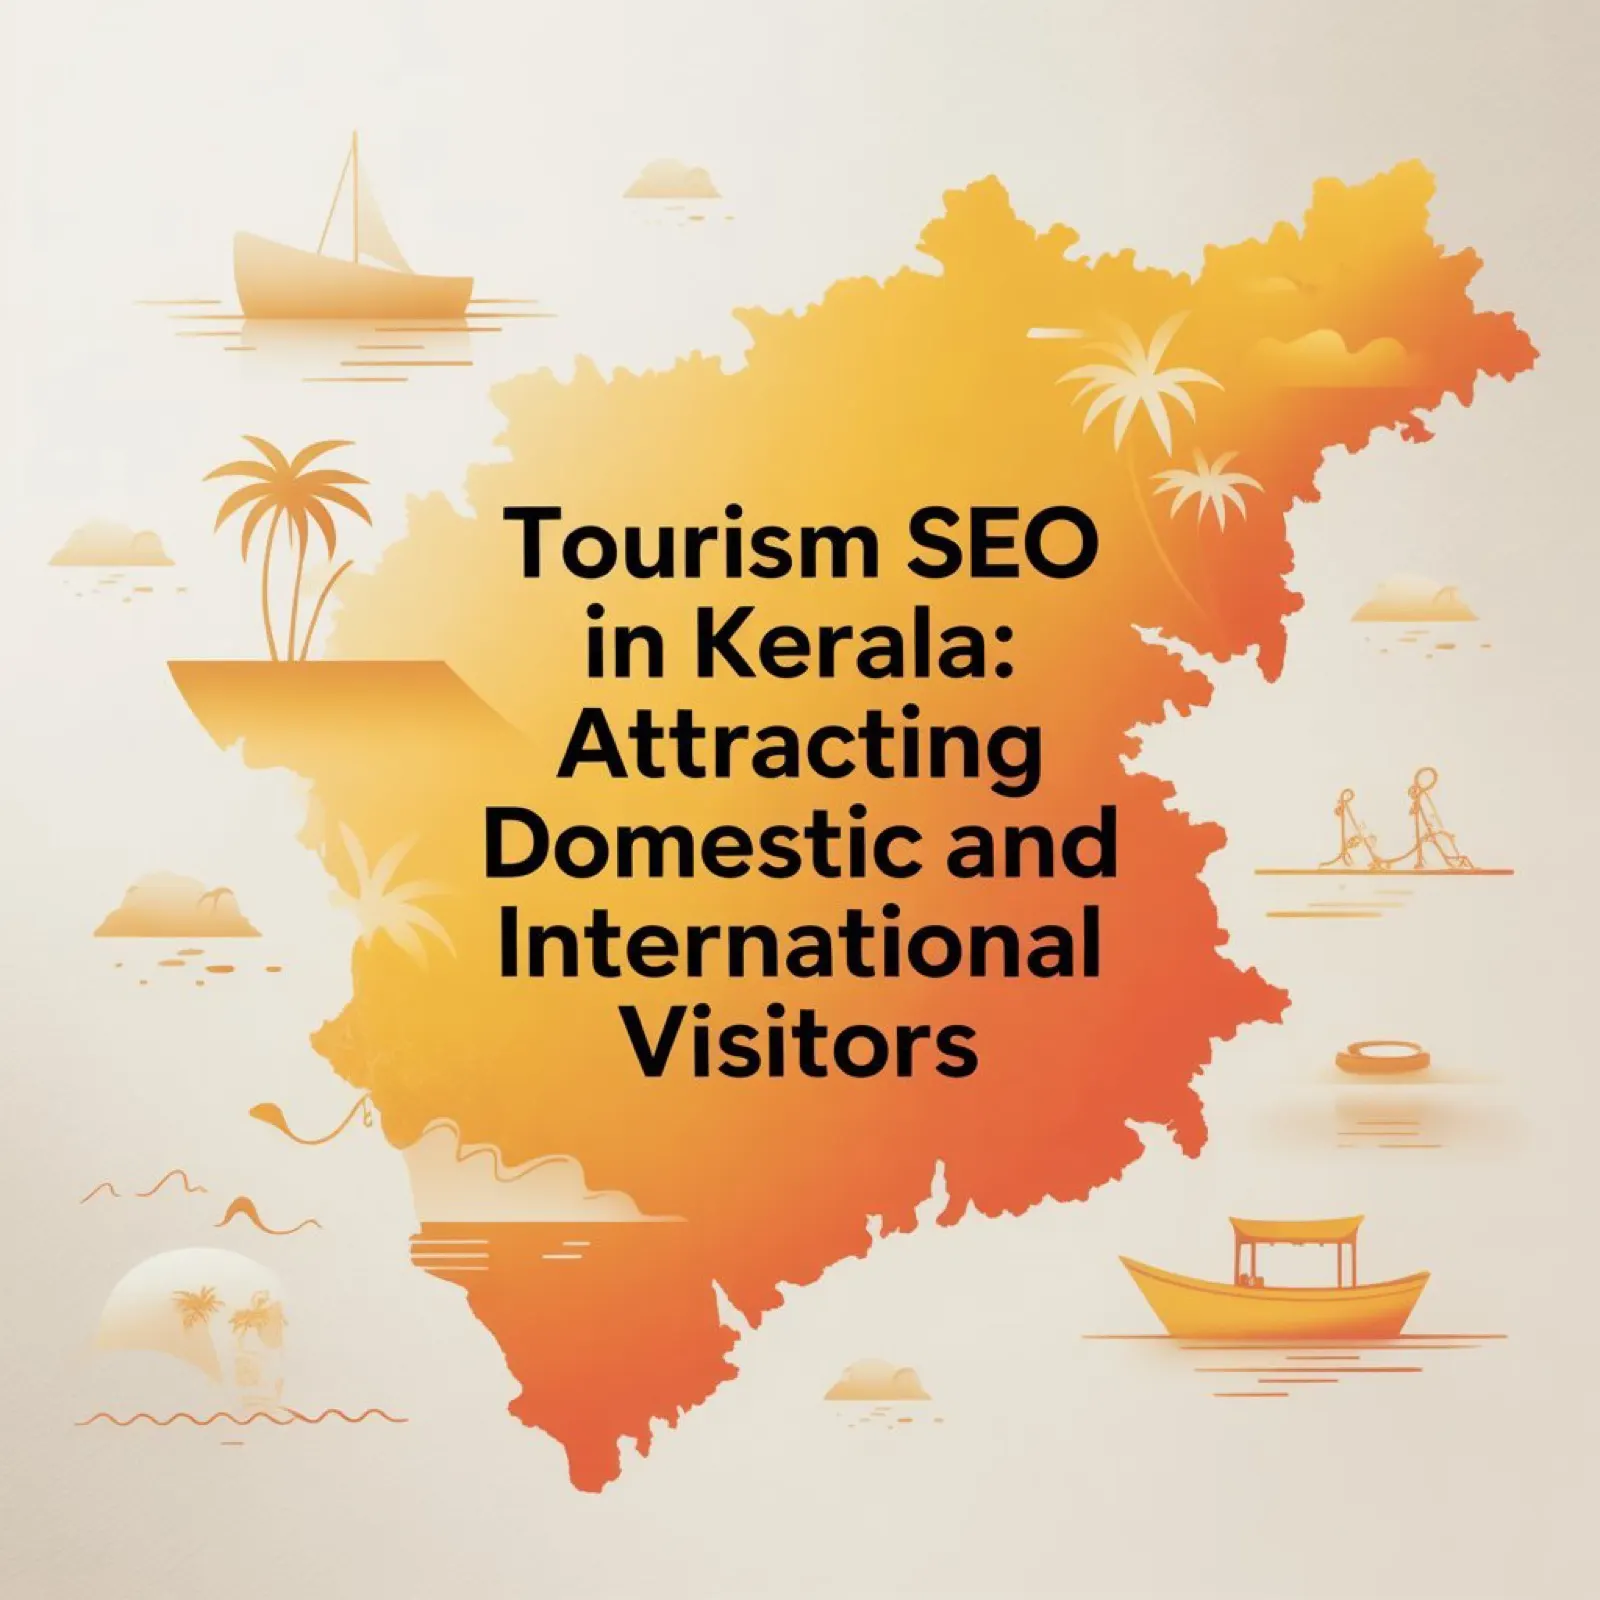 Tourism SEO
in Kerala:
Attracting
Domestic and
International
Visitors